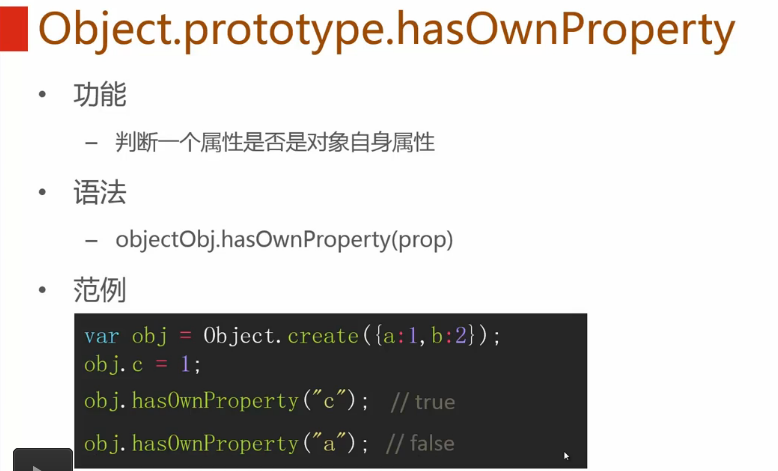 Object.prototype.hasOwnProperty
• 功能
– 判断一个属性是否是对象自身属性
• 语法
– objectObj.hasOwnProperty(prop)
• 范例
var obj = Object.create({a:1,b:2});
obj.c = 1;
obj.hasOwnProperty("c"); // true
obj.hasOwnProperty("a"); // false